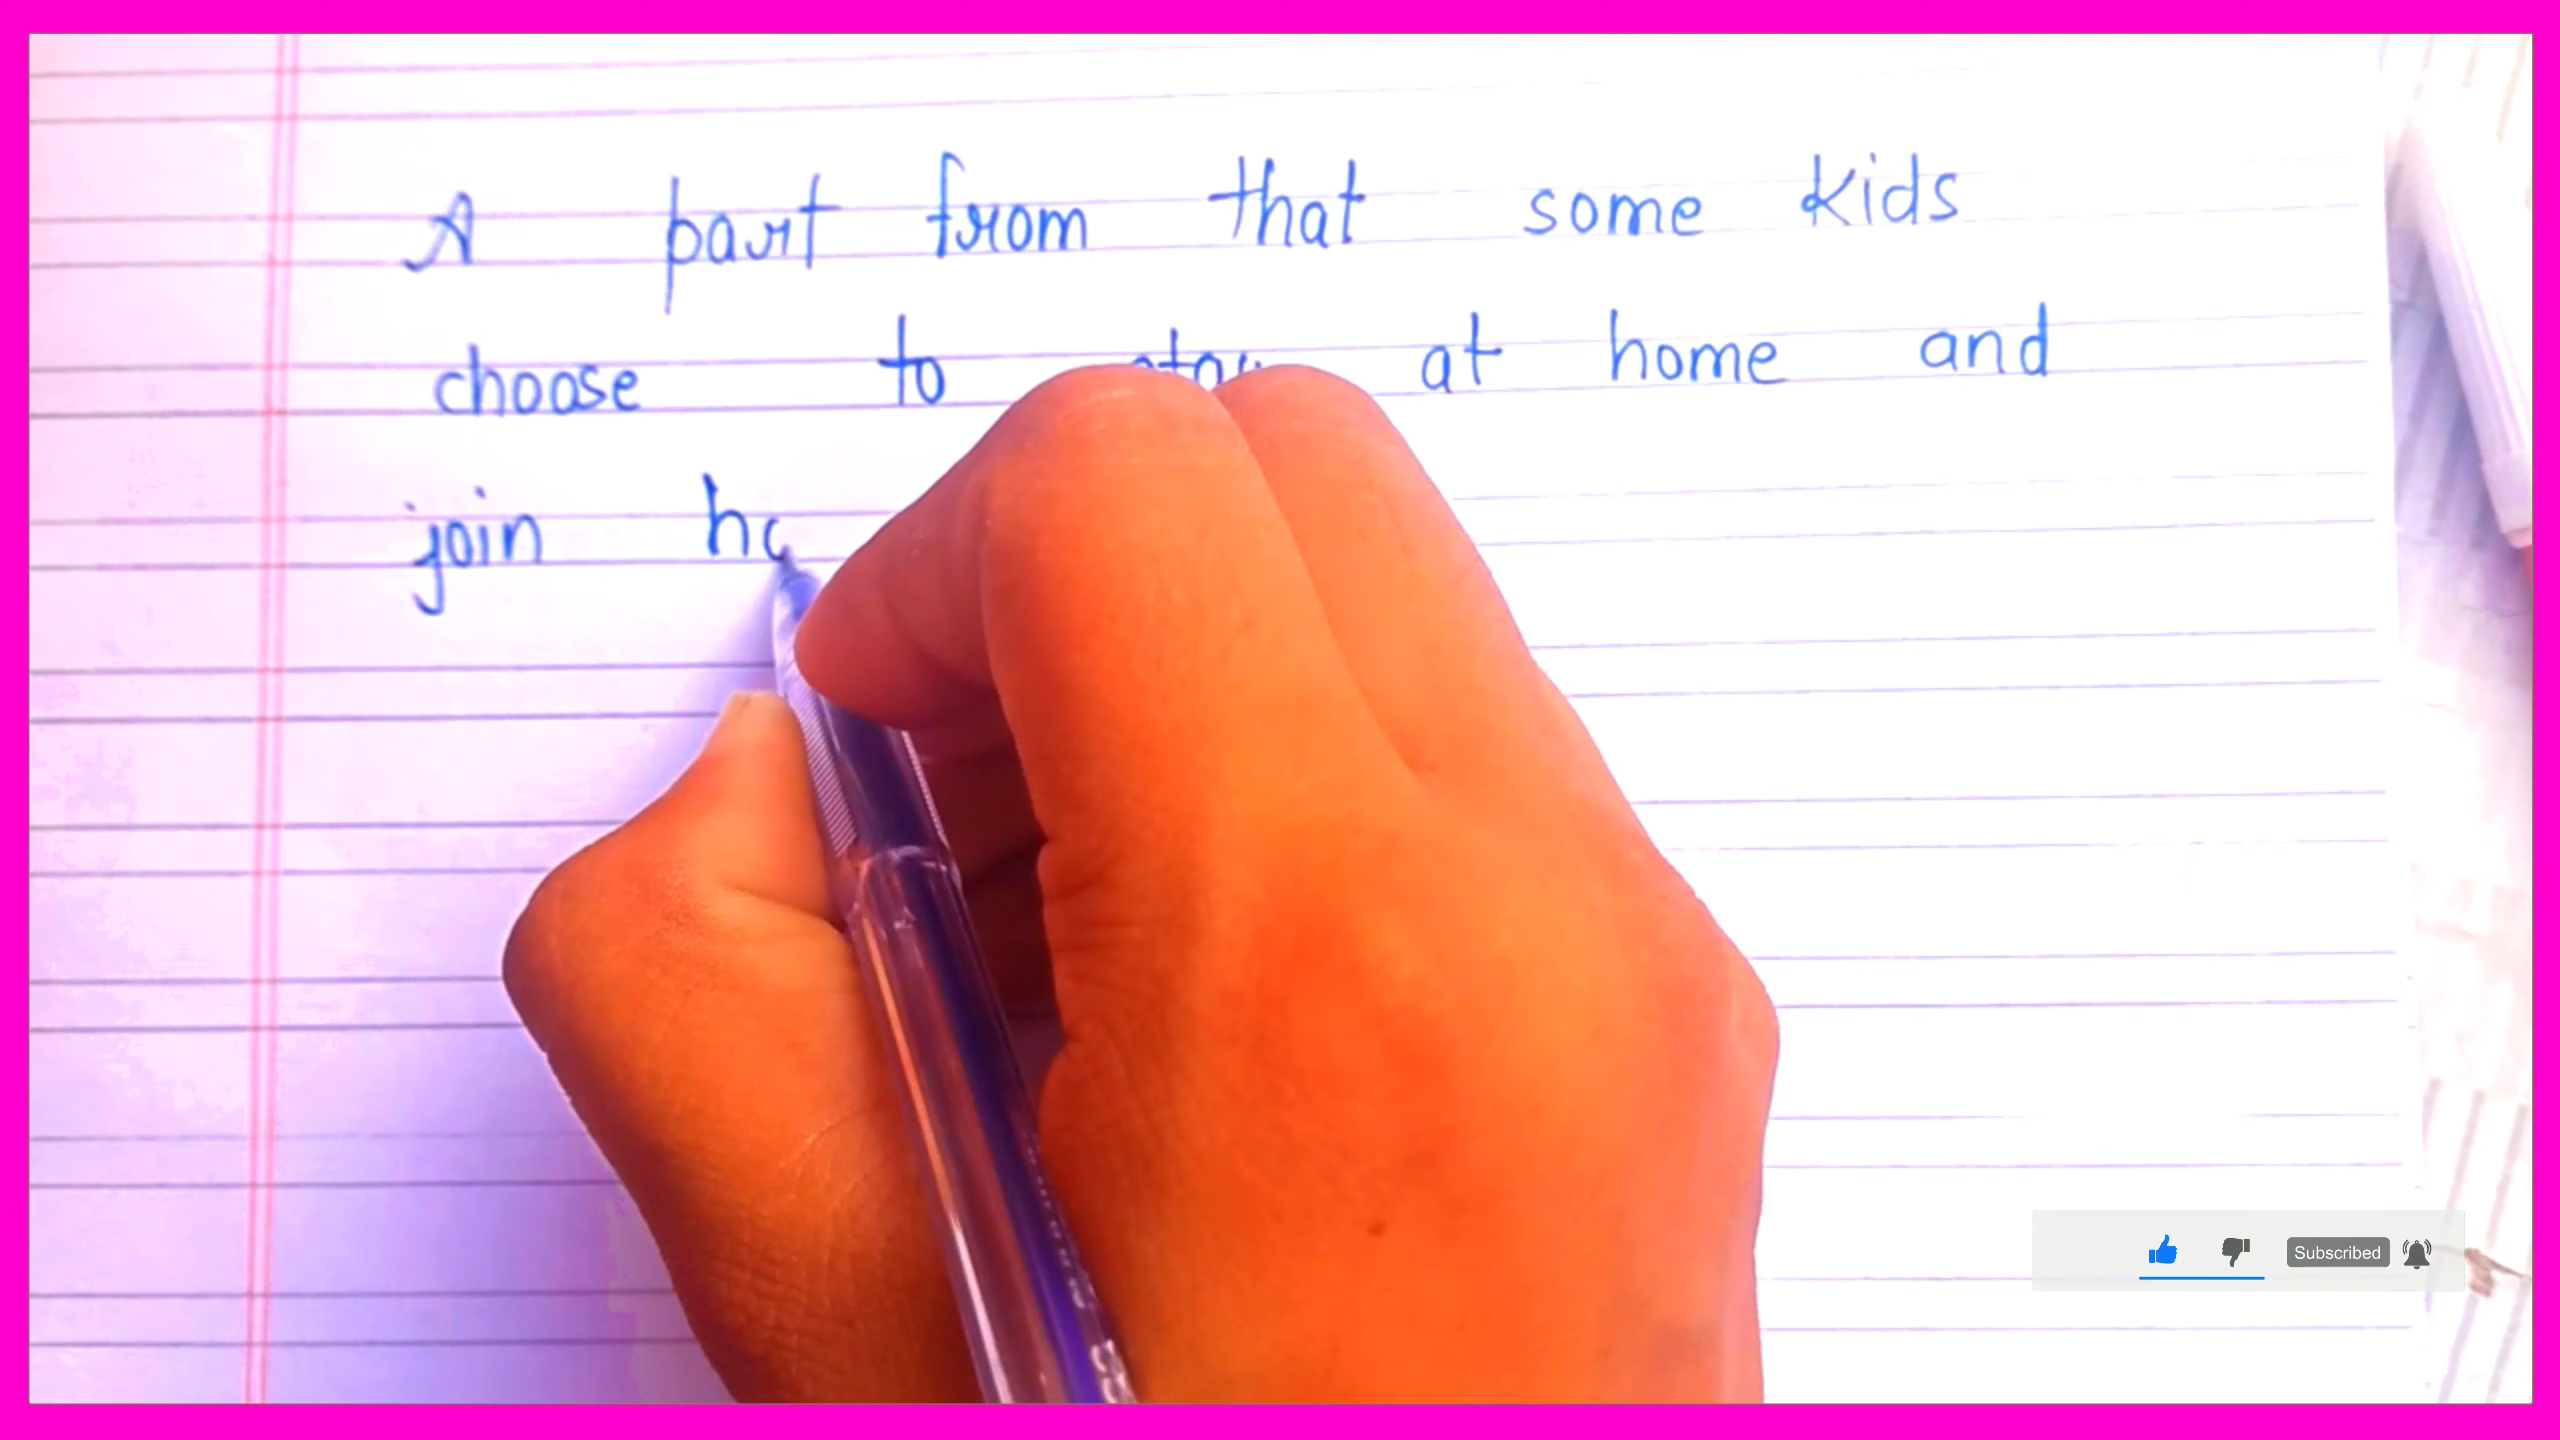 A part from that some kids
choose to at home and
join
Subscribed